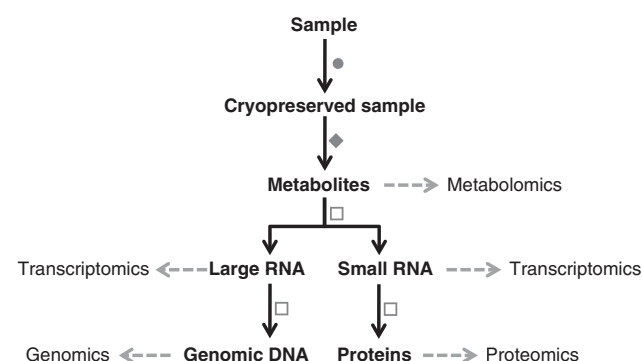 Sample
Cryopreserved sample
Metabolites Metabolomics
Transcriptomics Large RNA Small RNA Transcriptomics
Genomics Genomic DNA Proteins Proteomics